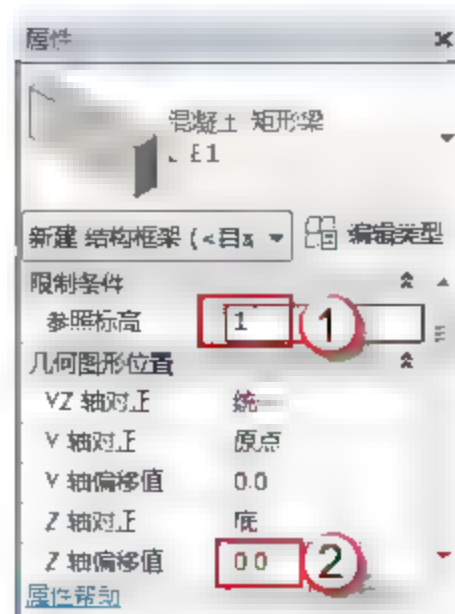 属性
混凝土 矩形梁
新建 结构框架 (<目
编辑类型
限制条件
参照标高 1 1
几何图形位置
YZ 轴对正 统一
Y 轴对正 原点
Y 轴偏移值 0.0
Z 轴对正 底
Z 轴偏移值 0.0 2
属性帮助